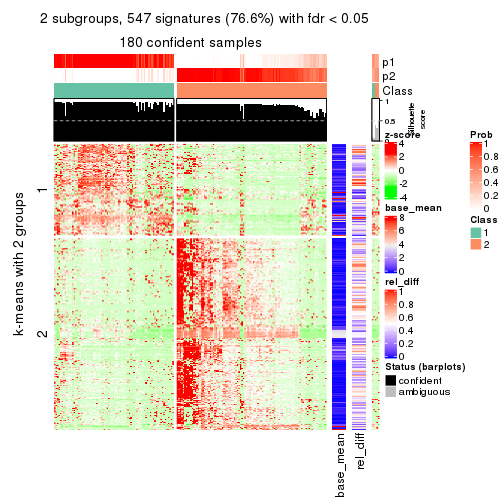 2 subgroups, 547 signatures (76.6%) with fdr < 0.05
180 confident samples
p1
p2
Class
1
0.5
0
Silhouette
score
k-means with 2 groups
1
2
z-score
4
2
0
-2
-4
base_mean
8
6
4
2
0
rel_diff
1
0.8
0.6
0.4
0.2
0
Status (barplots)
confident
ambiguous
Prob
1
0.8
0.6
0.4
0.2
0
Class
1
2
base_mean
rel_diff